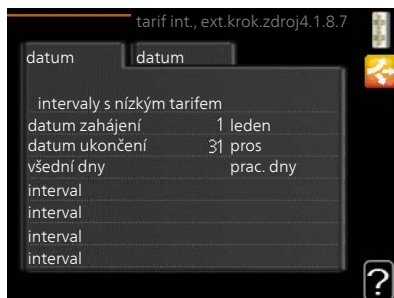 tarif int., ext.krok.zdroj4.1.8.7
datum datum
intervaly s nízkým tarifem
datum zahájení 1 leden
datum ukončení 31 pros
všední dny prac. dny
interval
interval
interval
interval
?